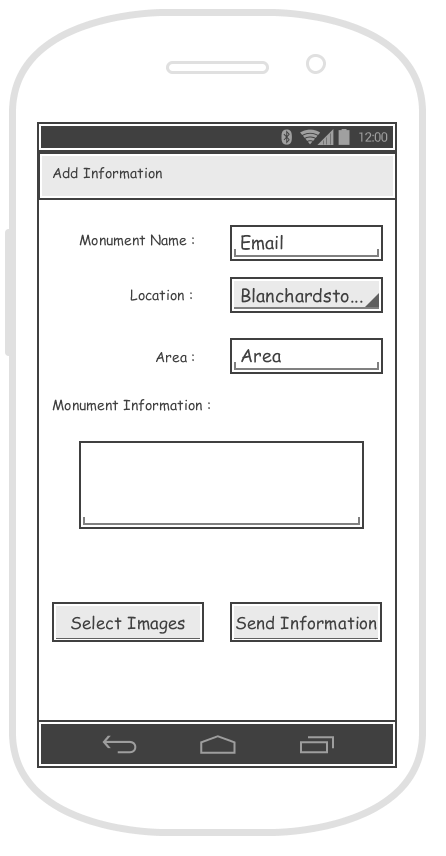 12:00
Add Information
Monument Name : Email
Location : Blanchardsto...
Area : Area
Monument Information :
Select Images Send Information